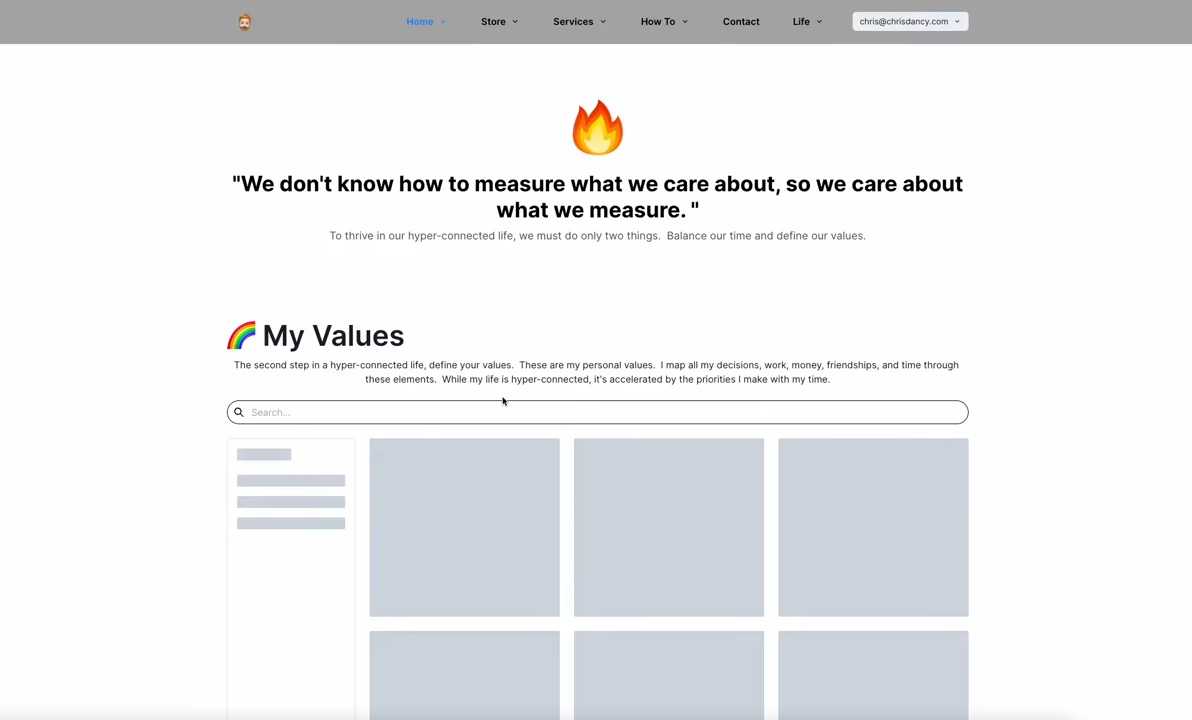 Home
Store
Services
How To
Contact
Life
chris@chrisdancy.com
"We don't know how to measure what we care about, so we care about
what we measure. "
To thrive in our hyper-connected life, we must do only two things.  Balance our time and define our values.
My Values
The second step in a hyper-connected life, define your values.  These are my personal values.  I map all my decisions, work, money, friendships, and time through
these elements.  While my life is hyper-connected, it's accelerated by the priorities I make with my time.
Search...